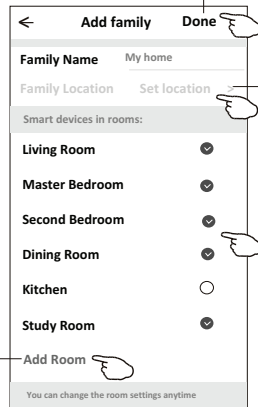 Add family Done
Family Name My home
Family Location Set location >
Smart devices in rooms:
Living Room
Master Bedroom
Second Bedroom
Dining Room
Kitchen
Study Room
Add Room
You can change the room settings anytime